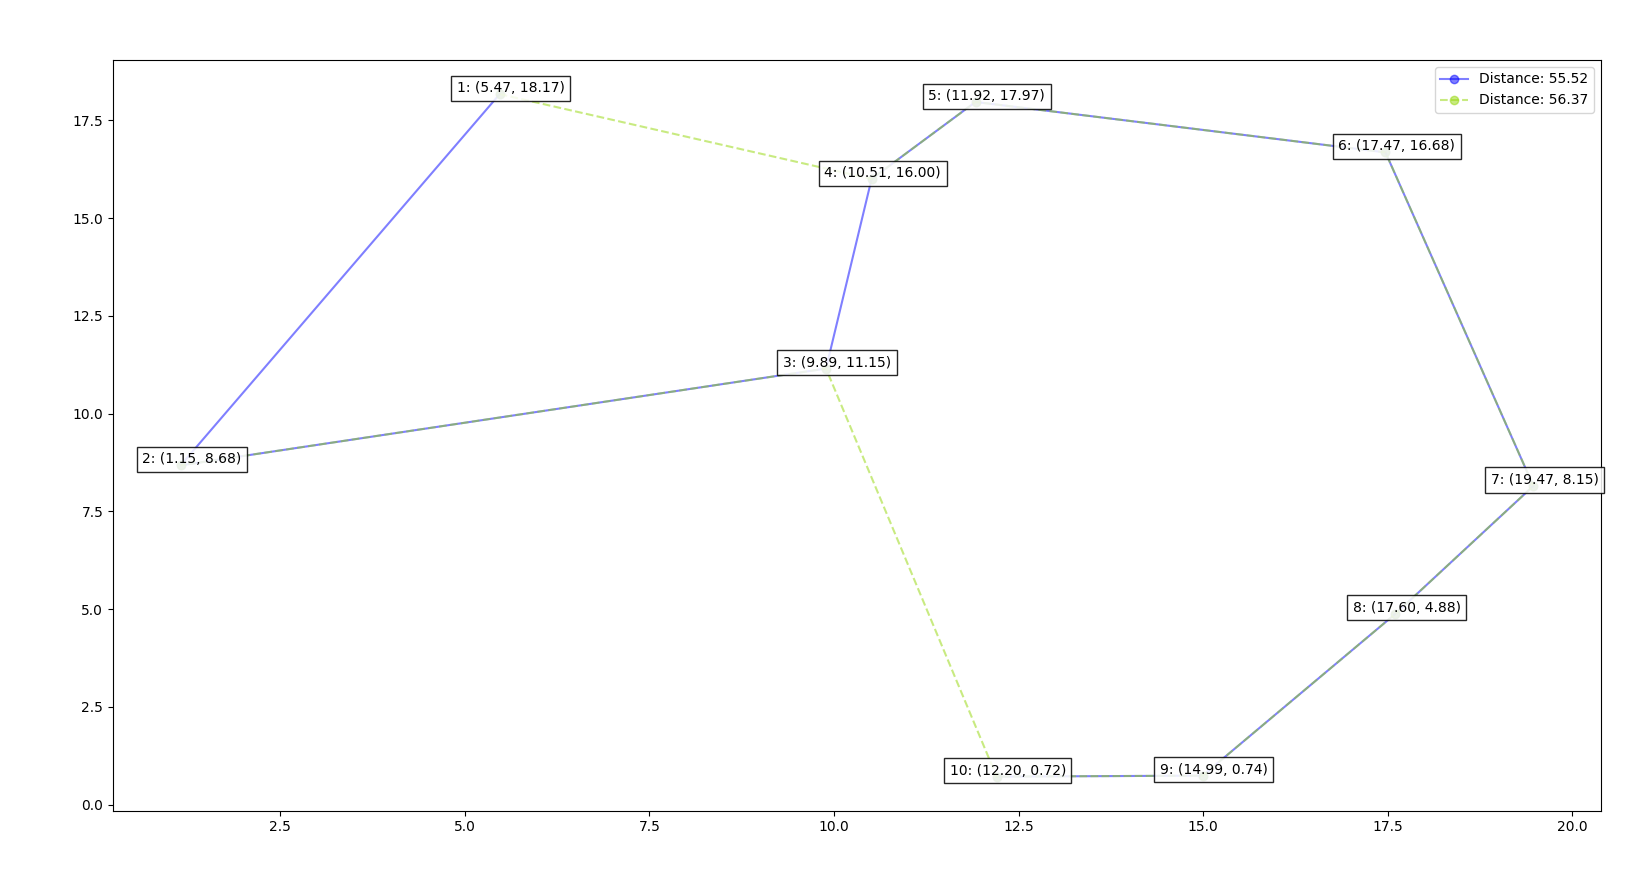 Distance: 55.52
Distance: 56.37
1: (5.47, 18.17)
5: (11.92, 17.97)
6: (17.47, 16.68)
4: (10.51, 16.00)
3: (9.89, 11.15)
2: (1.15, 8.68)
7: (19.47, 8.15)
8: (17.60, 4.88)
10: (12.20, 0.72)
9: (14.99, 0.74)
17.5
15.0
12.5
10.0
7.5
5.0
2.5
0.0
2.5 5.0 7.5 10.0 12.5 15.0 17.5 20.0